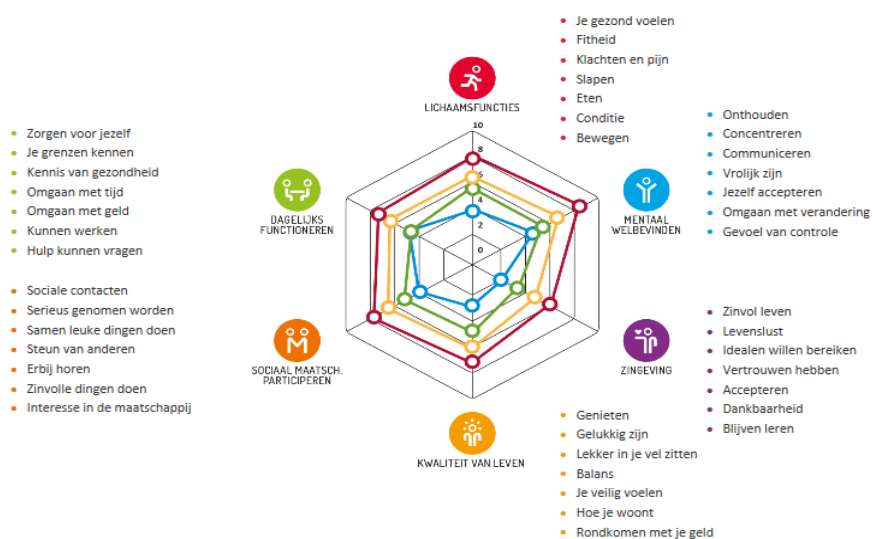 Je gezond voelen
Fitheid
Klachten en pijn
Slapen
Eten
Conditie
Bewegen
LICHAAMSFUNCTIES
Onthouden
Concentreren
Communiceren
Vrolijk zijn
Jezelf accepteren
Omgaan met verandering
Gevoel van controle
MENTAAL
WELBEVINDEN
Zorgen voor jezelf
Je grenzen kennen
Kennis van gezondheid
Omgaan met tijd
Omgaan met geld
Kunnen werken
Hulp kunnen vragen
DAGELIJKS
FUNCTIONEREN
10
8
6
4
2
0
Sociale contacten
Serieus genomen worden
Samen leuke dingen doen
Steun van anderen
Erbij horen
Zinvolle dingen doen
Interesse in de maatschappij
SOCIAAL MAATSCH.
PARTICIPEREN
Zinvol leven
Levenslust
Idealen willen bereiken
Vertrouwen hebben
Accepteren
Dankbaarheid
Blijven leren
ZINGEVING
KWALITEIT VAN LEVEN
Genieten
Gelukkig zijn
Lekker in je vel zitten
Balans
Je veilig voelen
Hoe je woont
Rondkomen met je geld